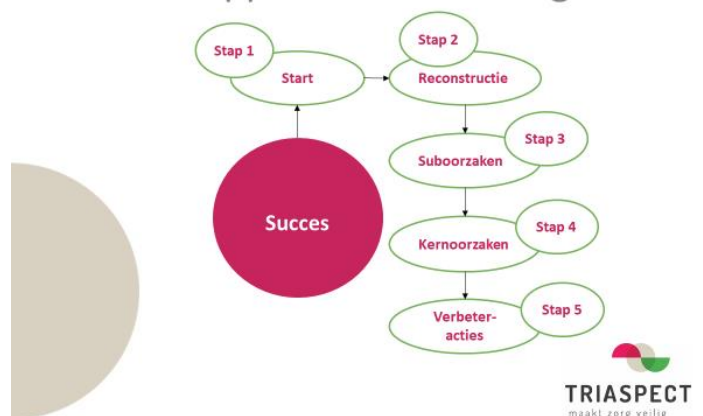 Stap 1
Stap 2
Start
Reconstructie
Stap 3
Suboorzaken
Succes
Stap 4
Kernoorzaken
Stap 5
Verbeter-
acties
TRIASPECT
maakt zorg veilig